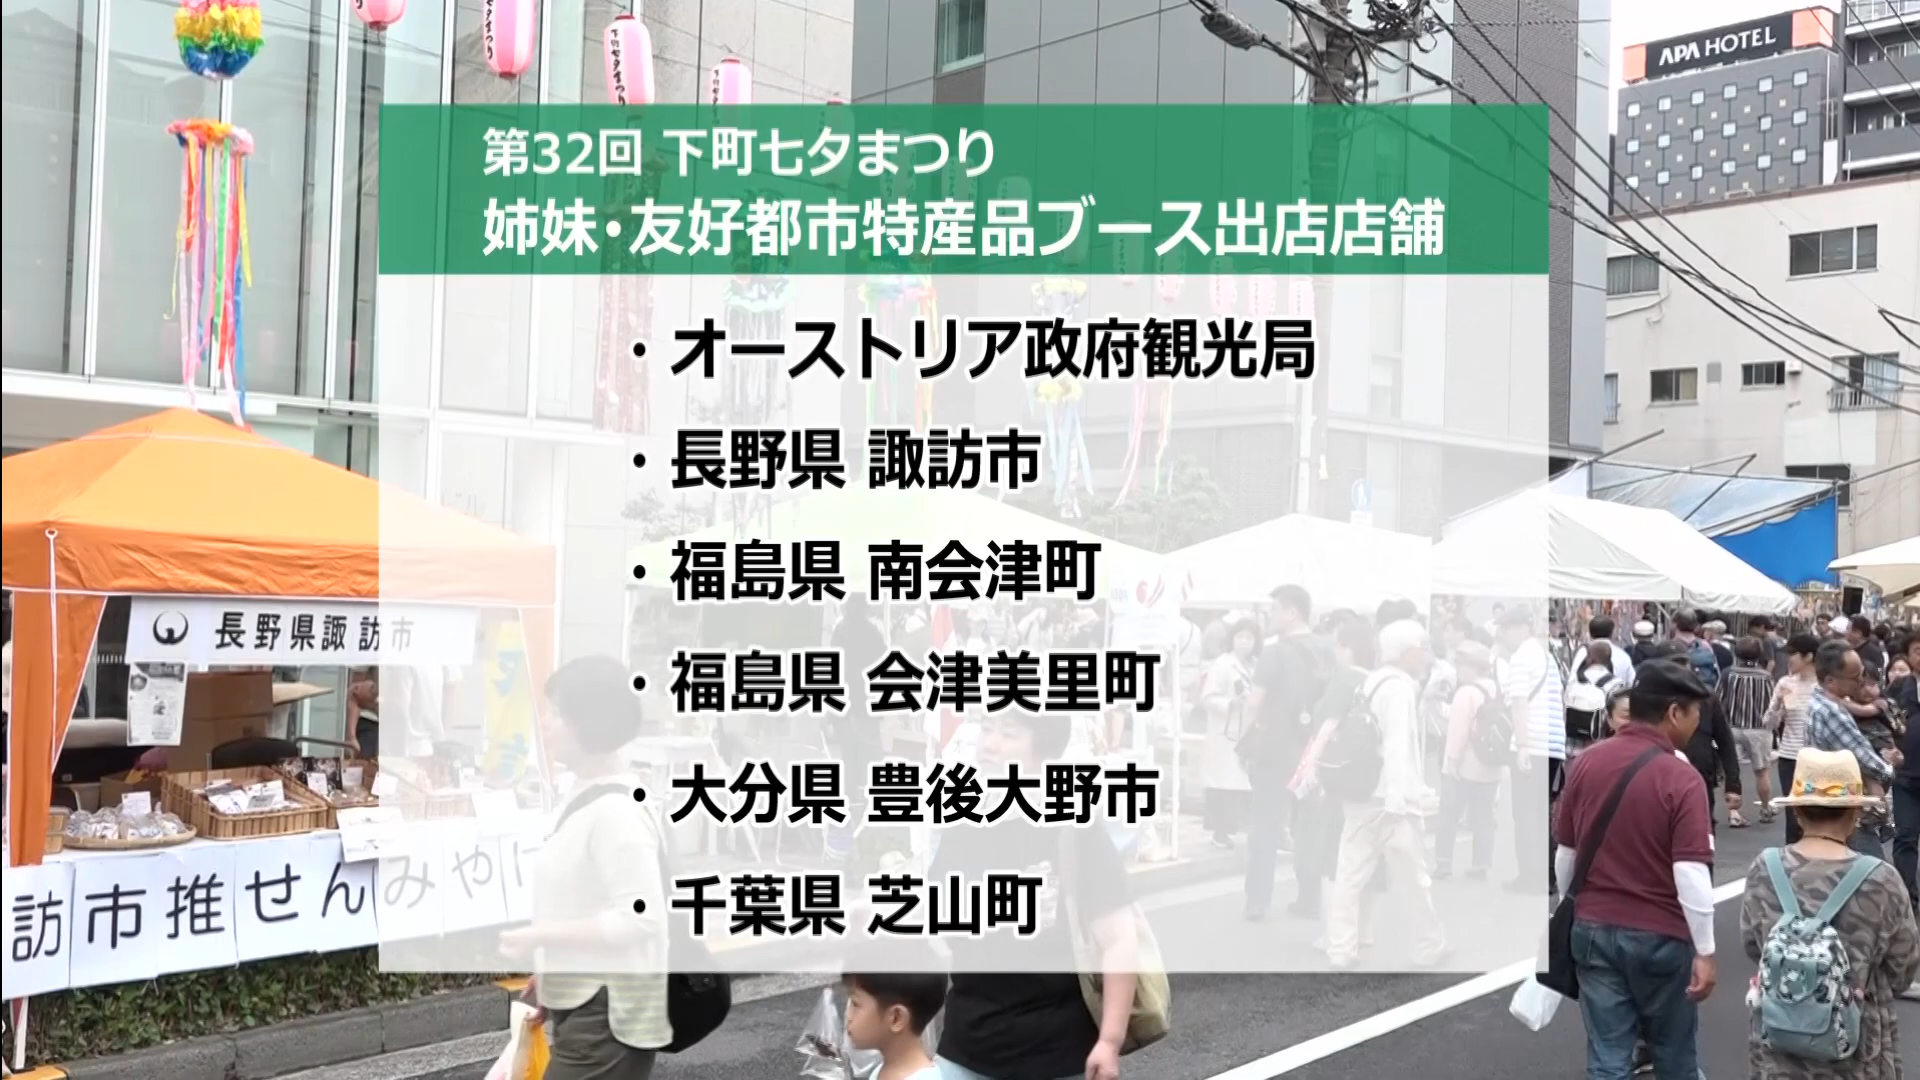 APA HOTEL
第32回 下町七夕まつり
姉妹・友好都市特産品ブース出店店舗
・オーストリア政府観光局
・長野県 諏訪市
・福島県 南会津町
・福島県 会津美里町
・大分県 豊後大野市
・千葉県 芝山町
長野県諏訪市
訪市推せんみやげ